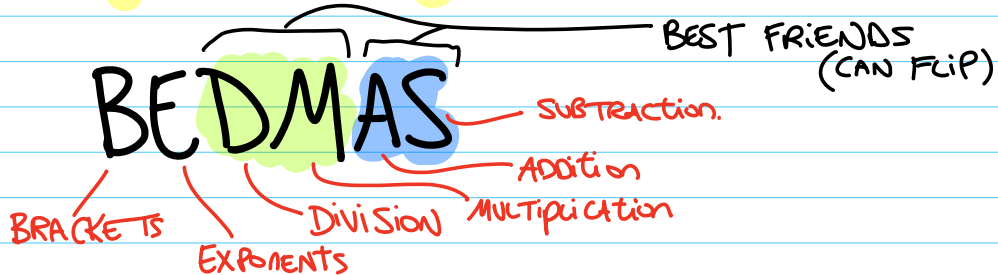 BEST FRIENDS
(CAN FLIP)
BEDMAS
SUBTRACTION.
ADDITION
MULTIPLICATION
DIVISION
BRACKETS
EXPONENTS